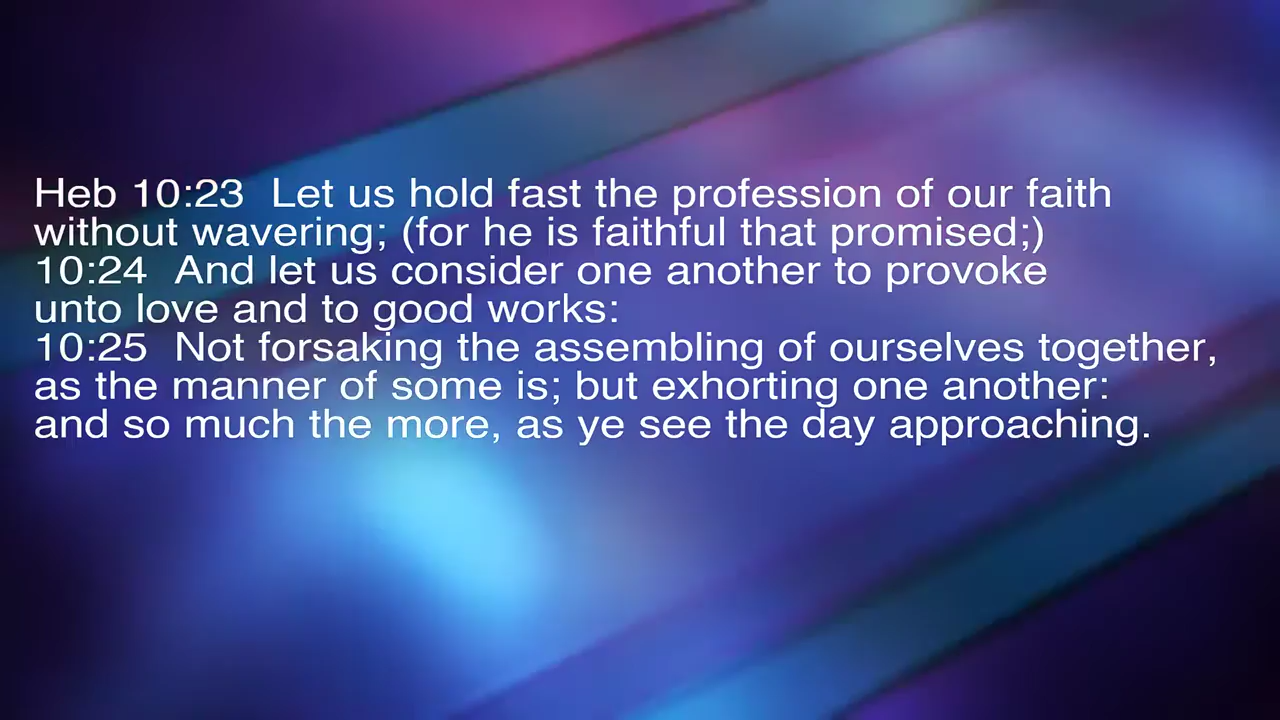 Heb 10:23  Let us hold fast the profession of our faith
without wavering; (for he is faithful that promised;)
10:24  And let us consider one another to provoke
unto love and to good works:
10:25  Not forsaking the assembling of ourselves together,
as the manner of some is; but exhorting one another:
and so much the more, as ye see the day approaching.